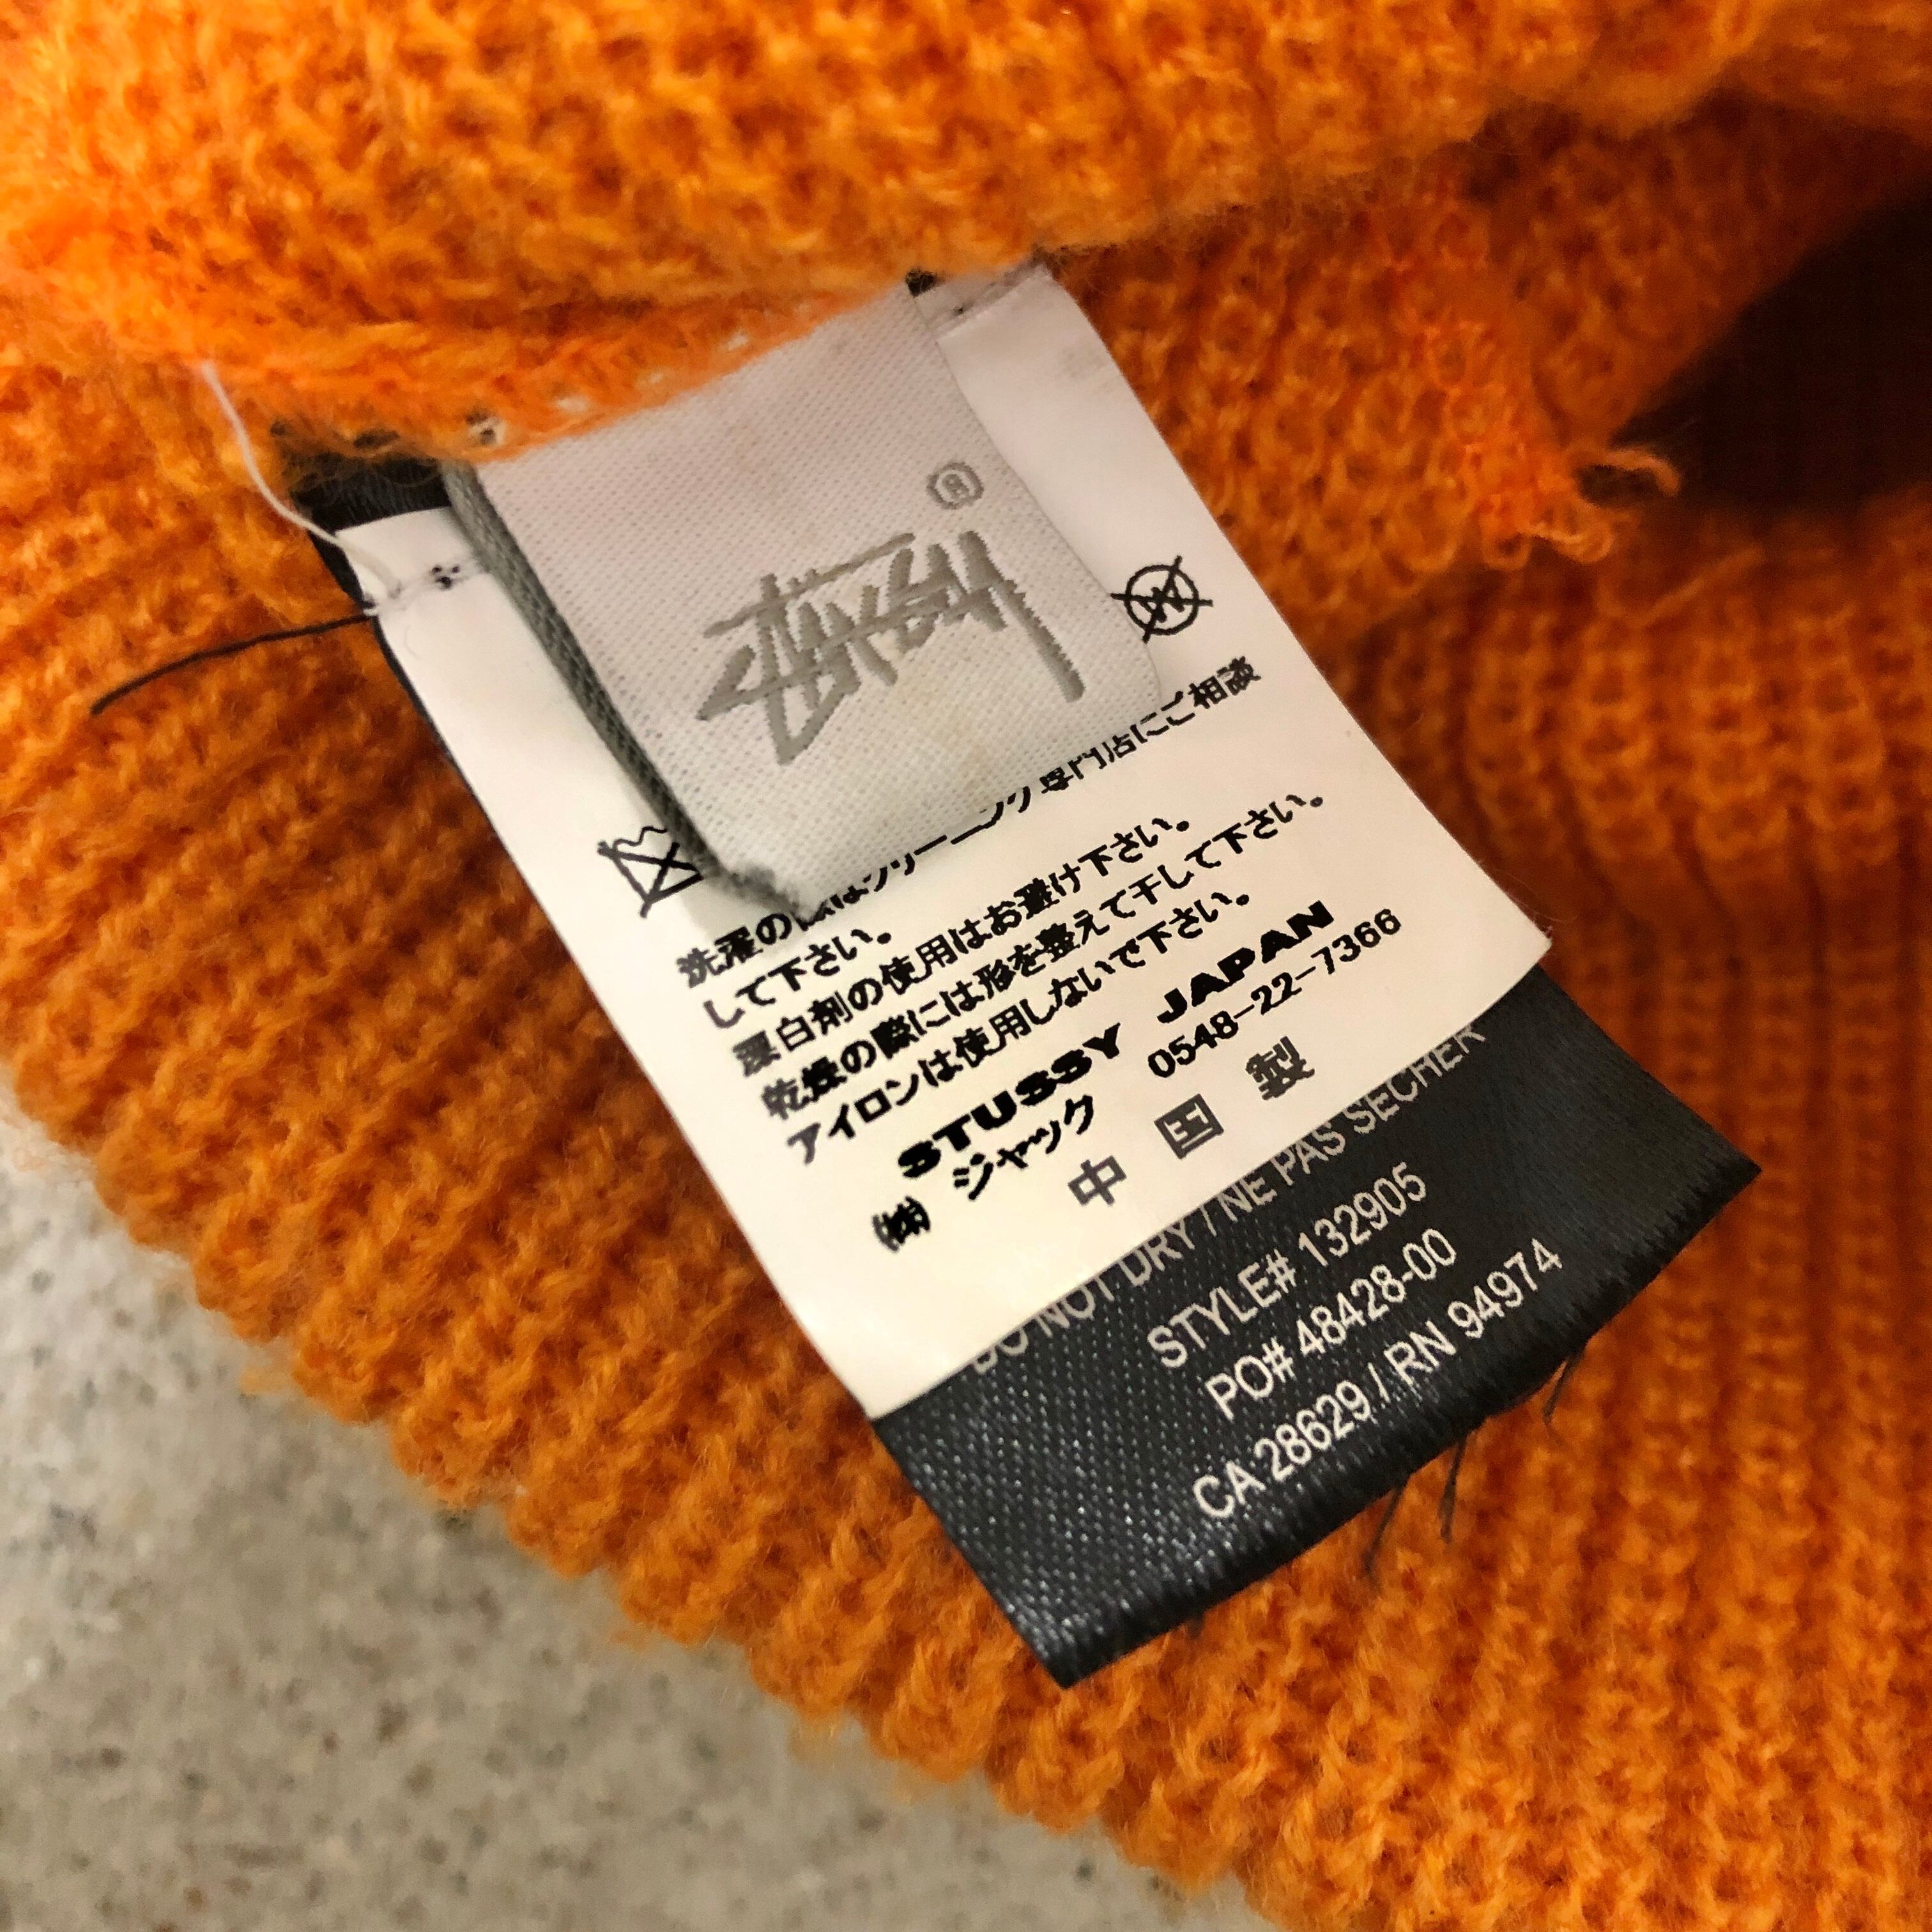 STUSSY ®
W
洗濯の際はクリーニング専門店にご相談
して下さい。
漂白剤の使用はお避け下さい。
乾燥の際には形を整えて干して下さい。
アイロンは使用しないで下さい。
STUSSY JAPAN
㈱ ジャック 0548-22-7366
中国製
DO NOT DRY / NE PAS SECHER
STYLE# 132905
PO# 48428-00
CA 28629 / RN 94974